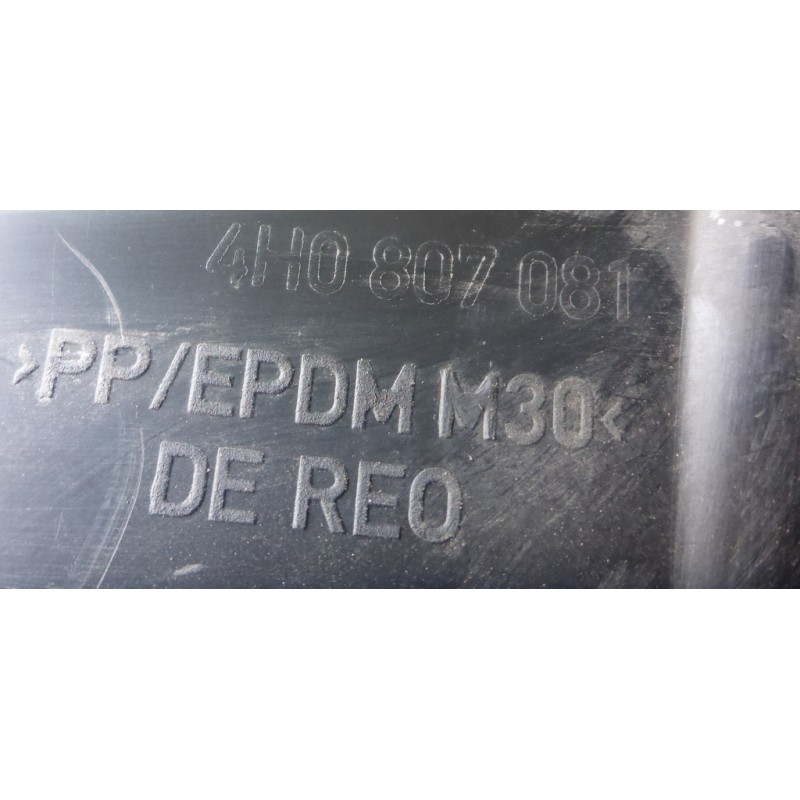 4H0 807 081
>PP/EPDM M30<
DE REO